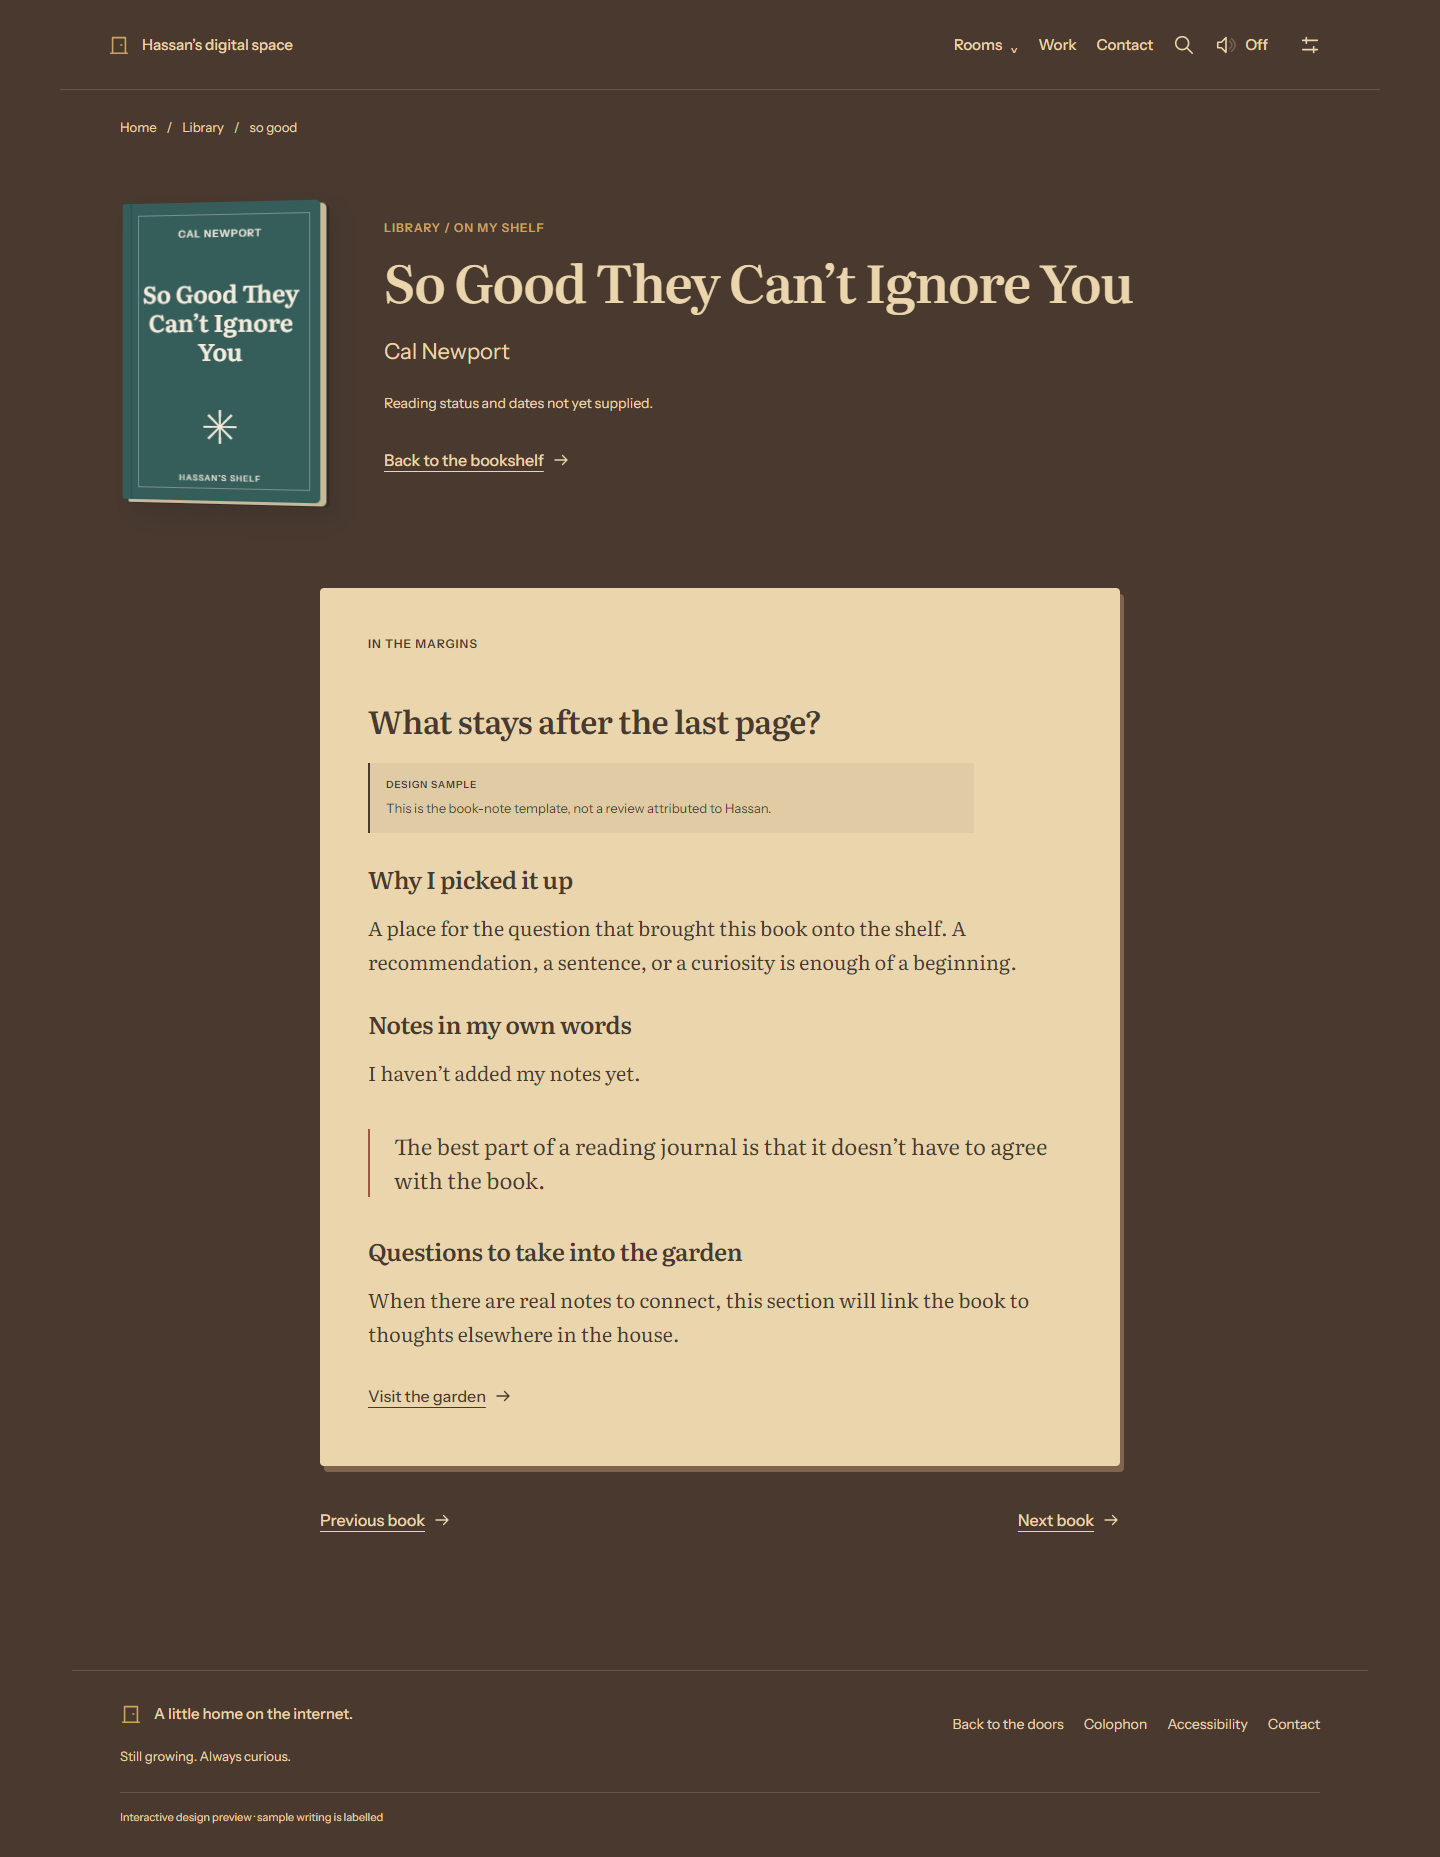 Hassan's digital space
Rooms Work Contact Off
Home / Library / so good
CAL NEWPORT
So Good They
Can’t Ignore
You
HASSAN'S SHELF
LIBRARY / ON MY SHELF
So Good They Can’t Ignore You
Cal Newport
Reading status and dates not yet supplied.
Back to the bookshelf →
IN THE MARGINS
What stays after the last page?
DESIGN SAMPLE
This is the book-note template, not a review attributed to Hassan.
Why I picked it up
A place for the question that brought this book onto the shelf. A
recommendation, a sentence, or a curiosity is enough of a beginning.
Notes in my own words
I haven’t added my notes yet.
The best part of a reading journal is that it doesn’t have to agree
with the book.
Questions to take into the garden
When there are real notes to connect, this section will link the book to
thoughts elsewhere in the house.
Visit the garden →
Previous book → Next book →
A little home on the internet.
Back to the doors Colophon Accessibility Contact
Still growing. Always curious.
Interactive design preview · sample writing is labelled